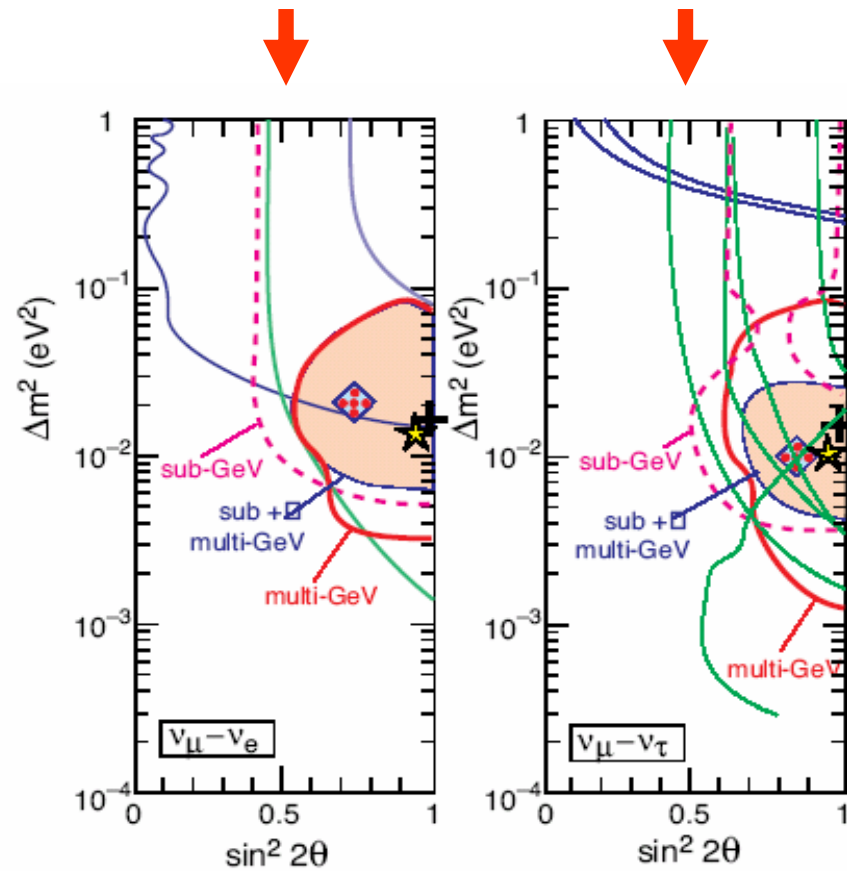 1
10⁻¹
10⁻²
10⁻³
10⁻⁴
Δm² (eV²)
sub-GeV
sub +□
multi-GeV
multi-GeV
νμ−νe
0
0.5
1
sin² 2θ
1
10⁻¹
10⁻²
10⁻³
10⁻⁴
Δm² (eV²)
sub-GeV
sub +□
multi-GeV
multi-GeV
νμ−ντ
0
0.5
1
sin² 2θ